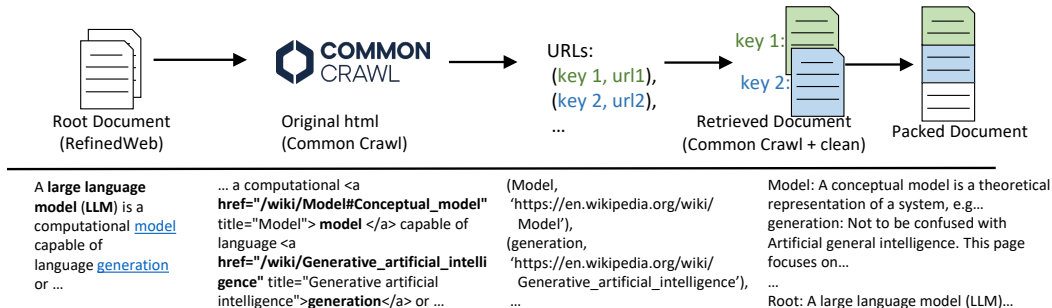 COMMON
CRAWL
URLs:
(key 1, url1),
(key 2, url2),
...
key 1:
key 2:
Root Document
(RefinedWeb)
Original html
(Common Crawl)
Retrieved Document
(Common Crawl + clean)
Packed Document
A large language
model (LLM) is a
computational model
capable of
language generation
or ...
... a computational <a
href="/wiki/Model#Conceptual_model"
title="Model"> model </a> capable of
language <a
href="/wiki/Generative_artificial_intelli
gence" title="Generative artificial
intelligence">generation</a> or ...
(Model,
'https://en.wikipedia.org/wiki/
Model'),
(generation,
'https://en.wikipedia.org/wiki/
Generative_artificial_intelligence'),
...
Model: A conceptual model is a theoretical
representation of a system, e.g...
generation: Not to be confused with
Artificial general intelligence. This page
focuses on...
...
Root: A large language model (LLM)...